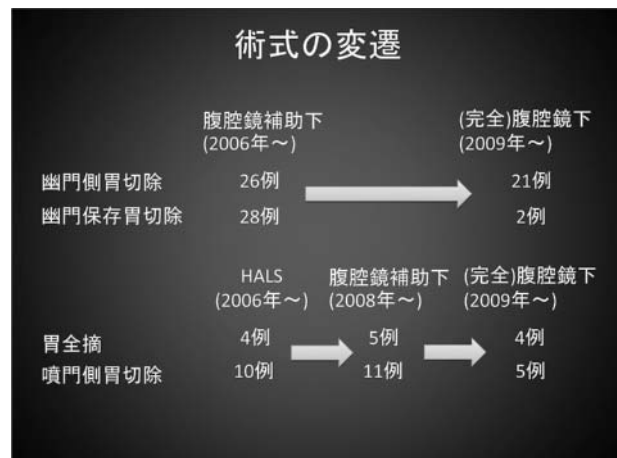 術式の変遷
腹腔鏡補助下 (完全)腹腔鏡下
(2006年～) (2009年～)
幽門側胃切除 26例 21例
幽門保存胃切除 28例 2例
HALS 腹腔鏡補助下 (完全)腹腔鏡下
(2006年～) (2008年～) (2009年～)
胃全摘 4例 5例 4例
噴門側胃切除 10例 11例 5例